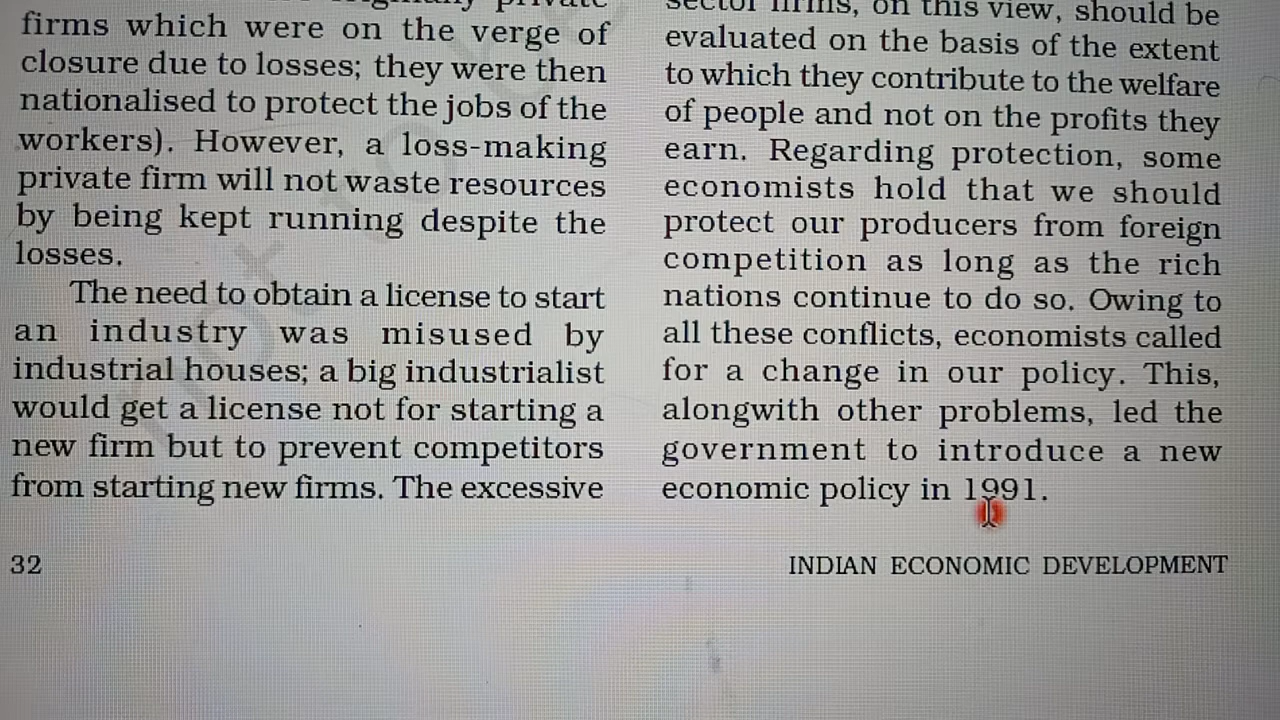 firms which were on the verge of
closure due to losses; they were then
nationalised to protect the jobs of the
workers). However, a loss-making
private firm will not waste resources
by being kept running despite the
losses.
The need to obtain a license to start
an industry was misused by
industrial houses; a big industrialist
would get a license not for starting a
new firm but to prevent competitors
from starting new firms. The excessive
sector firms, on this view, should be
evaluated on the basis of the extent
to which they contribute to the welfare
of people and not on the profits they
earn. Regarding protection, some
economists hold that we should
protect our producers from foreign
competition as long as the rich
nations continue to do so. Owing to
all these conflicts, economists called
for a change in our policy. This,
alongwith other problems, led the
government to introduce a new
economic policy in 1991.
32
INDIAN ECONOMIC DEVELOPMENT